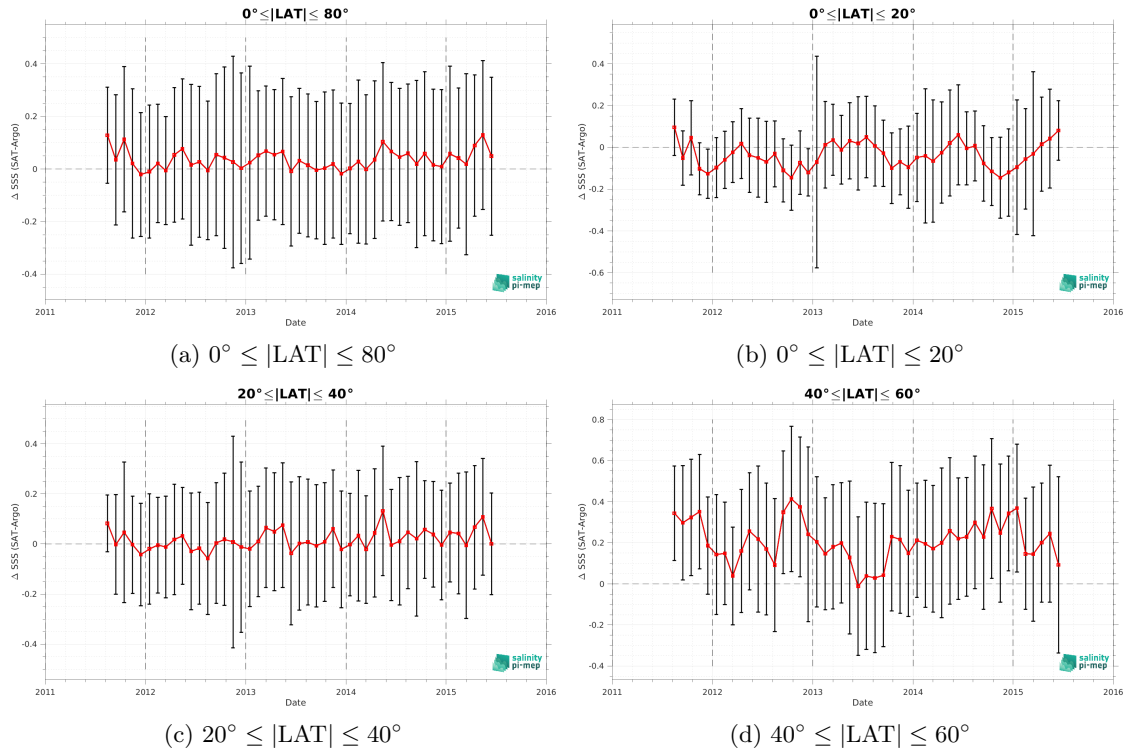 0°≤|LAT|≤ 80°
Δ SSS (SAT-Argo)
0.4
0.2
0
-0.2
-0.4
2011 2012 2013 2014 2015 2016
Date
salinity
pi-mep
(a) 0° ≤ |LAT| ≤ 80°
0°≤|LAT|≤ 20°
Δ SSS (SAT-Argo)
0.4
0.2
0
-0.2
-0.4
-0.6
2011 2012 2013 2014 2015 2016
Date
salinity
pi-mep
(b) 0° ≤ |LAT| ≤ 20°
20°≤|LAT|≤ 40°
Δ SSS (SAT-Argo)
0.4
0.2
0
-0.2
-0.4
2011 2012 2013 2014 2015 2016
Date
salinity
pi-mep
(c) 20° ≤ |LAT| ≤ 40°
40°≤|LAT|≤ 60°
Δ SSS (SAT-Argo)
0.8
0.6
0.4
0.2
0
-0.2
-0.4
2011 2012 2013 2014 2015 2016
Date
salinity
pi-mep
(d) 40° ≤ |LAT| ≤ 60°